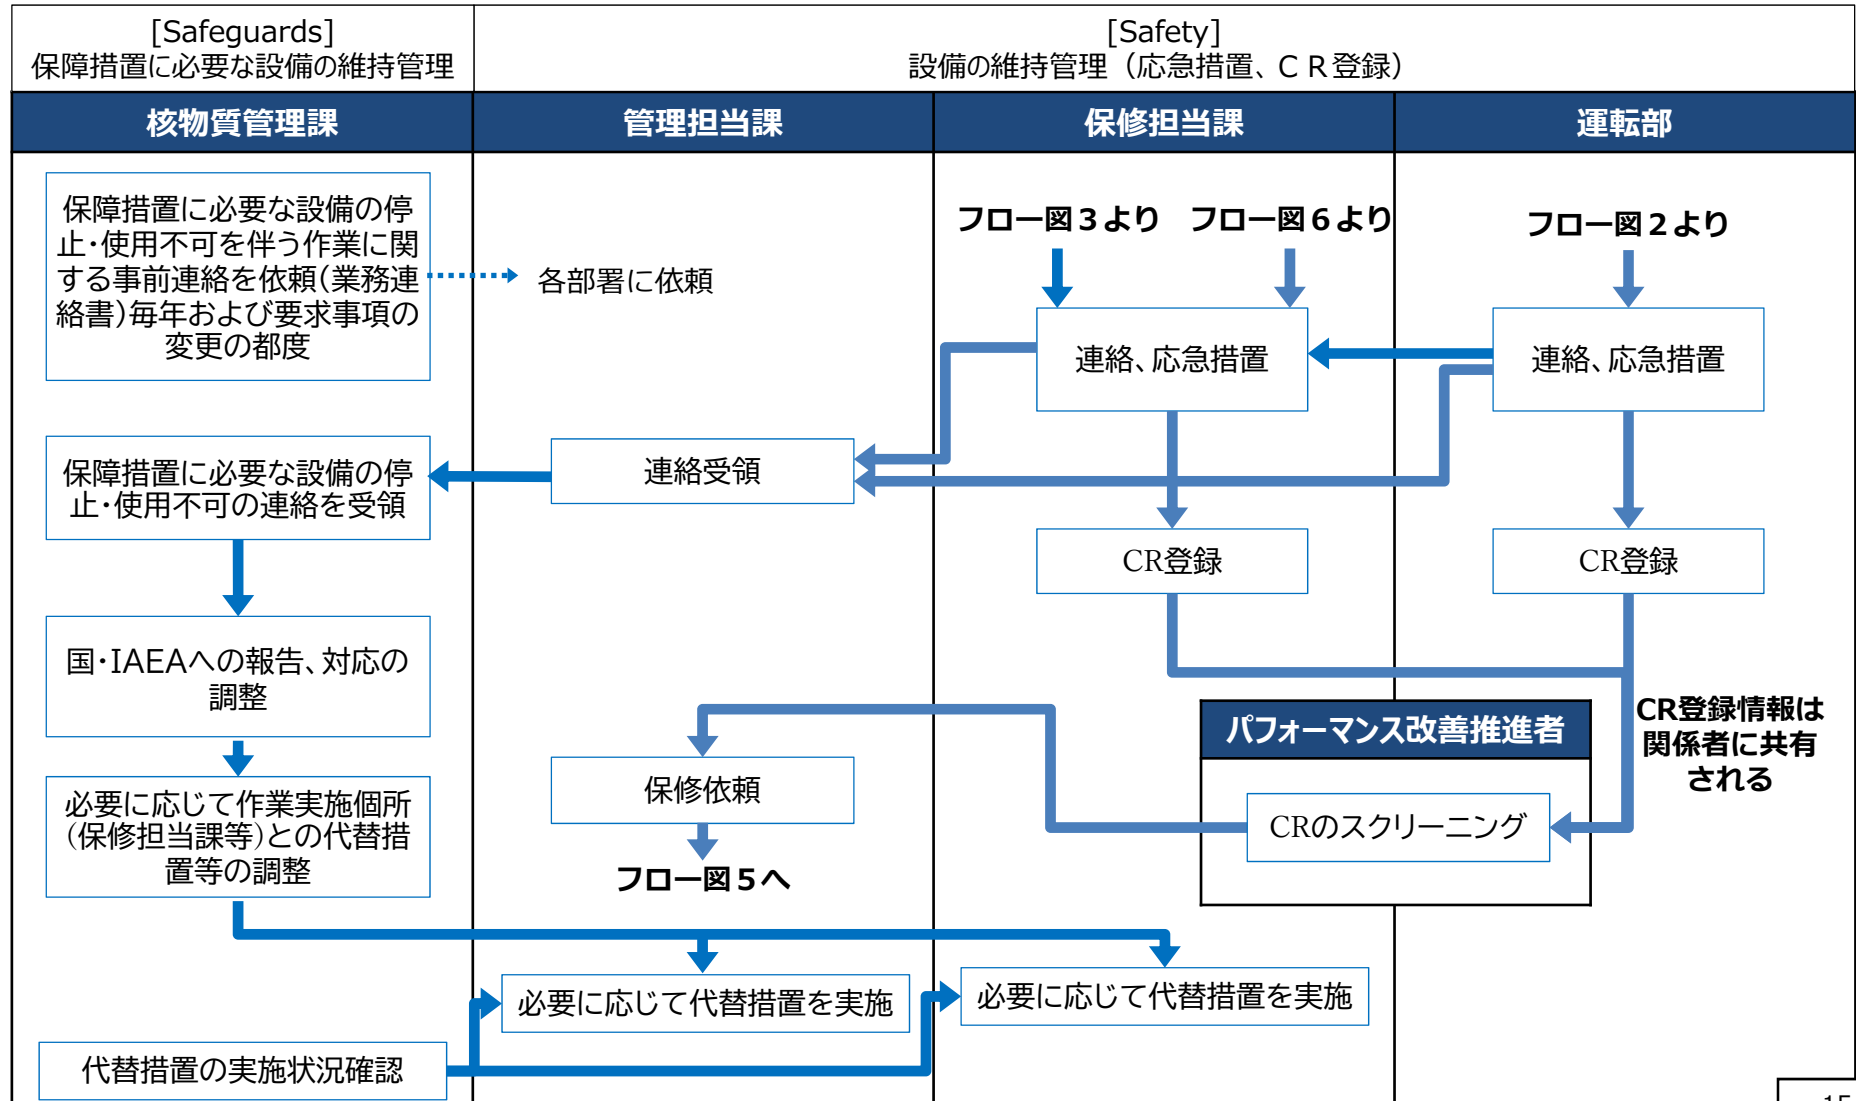 [Safeguards]
保障措置に必要な設備の維持管理
[Safety]
設備の維持管理（応急措置、ＣＲ登録）
核物質管理課
管理担当課
保修担当課
運転部
保障措置に必要な設備の停
止・使用不可を伴う作業に関
する事前連絡を依頼(業務連
絡書)毎年および要求事項の
変更の都度
各部署に依頼
フロー図３より
フロー図６より
フロー図２より
連絡、応急措置
連絡、応急措置
保障措置に必要な設備の停
止・使用不可の連絡を受領
連絡受領
CR登録
CR登録
国・IAEAへの報告、対応の
調整
CR登録情報は
関係者に共有
される
パフォーマンス改善推進者
CRのスクリーニング
保修依頼
フロー図５へ
必要に応じて作業実施個所
(保修担当課等)との代替措
置等の調整
必要に応じて代替措置を実施
必要に応じて代替措置を実施
代替措置の実施状況確認
15